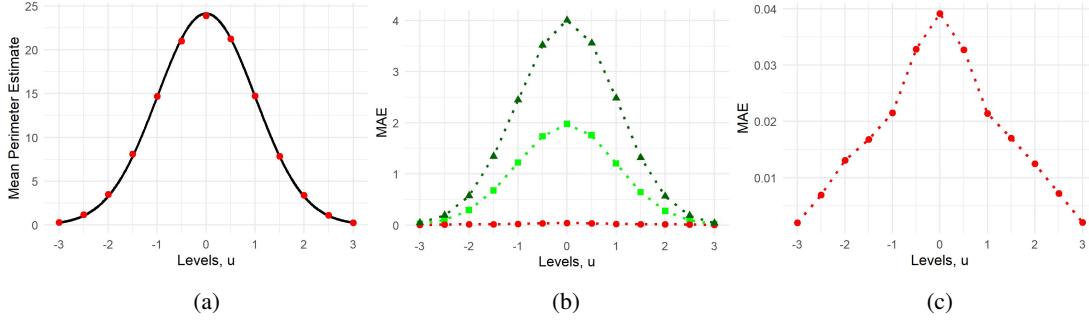 Mean Perimeter Estimate
25
20
15
10
5
0
-3 -2 -1 0 1 2 3
Levels, u
(a)
MAE
4
3
2
1
0
-3 -2 -1 0 1 2 3
Levels, u
(b)
MAE
0.04
0.03
0.02
0.01
-3 -2 -1 0 1 2 3
Levels, u
(c)